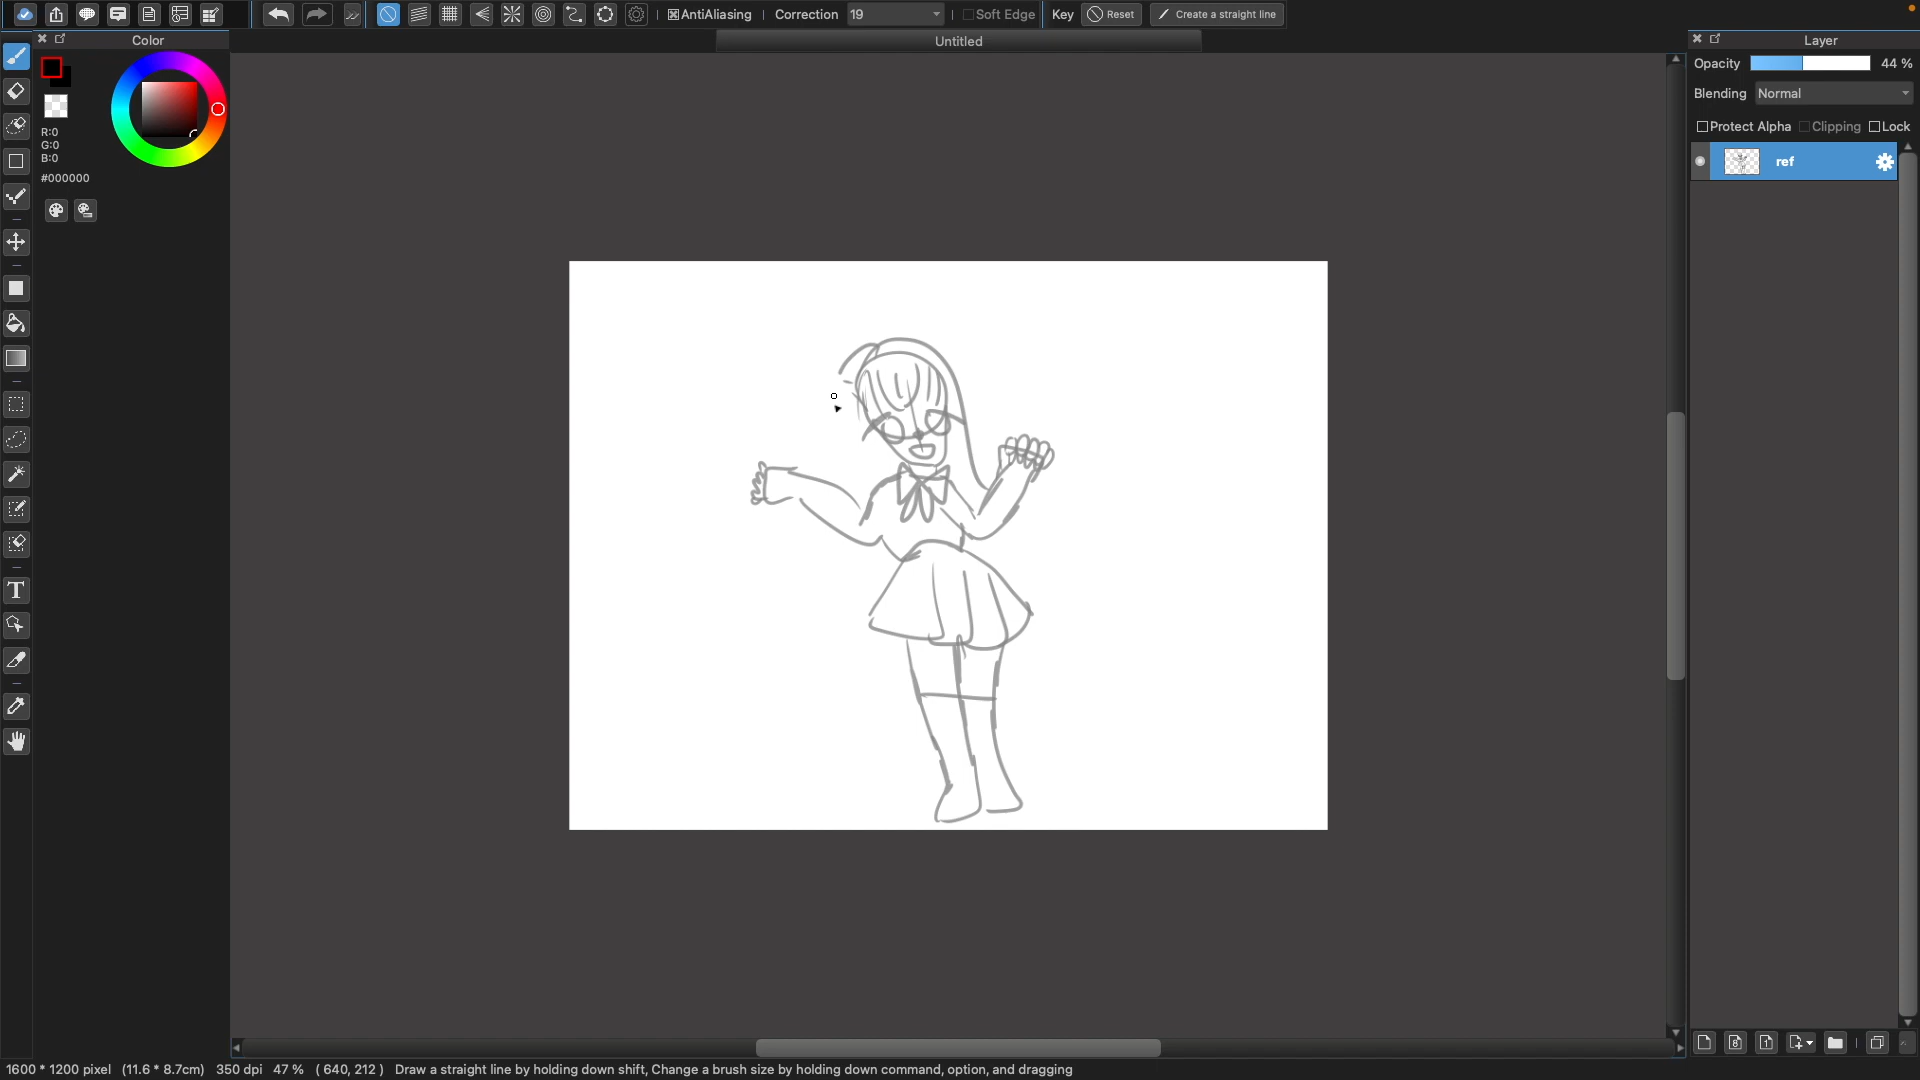 AntiAliasing Correction 19 Soft Edge Key Reset Create a straight line
Color
Untitled
Layer
Opacity 44 %
Blending Normal
Protect Alpha Clipping Lock
ref
R:0
G:0
B:0
#000000
T
1600 * 1200 pixel (11.6 * 8.7cm) 350 dpi 47 % ( 640, 212 ) Draw a straight line by holding down shift, Change a brush size by holding down command, option, and dragging